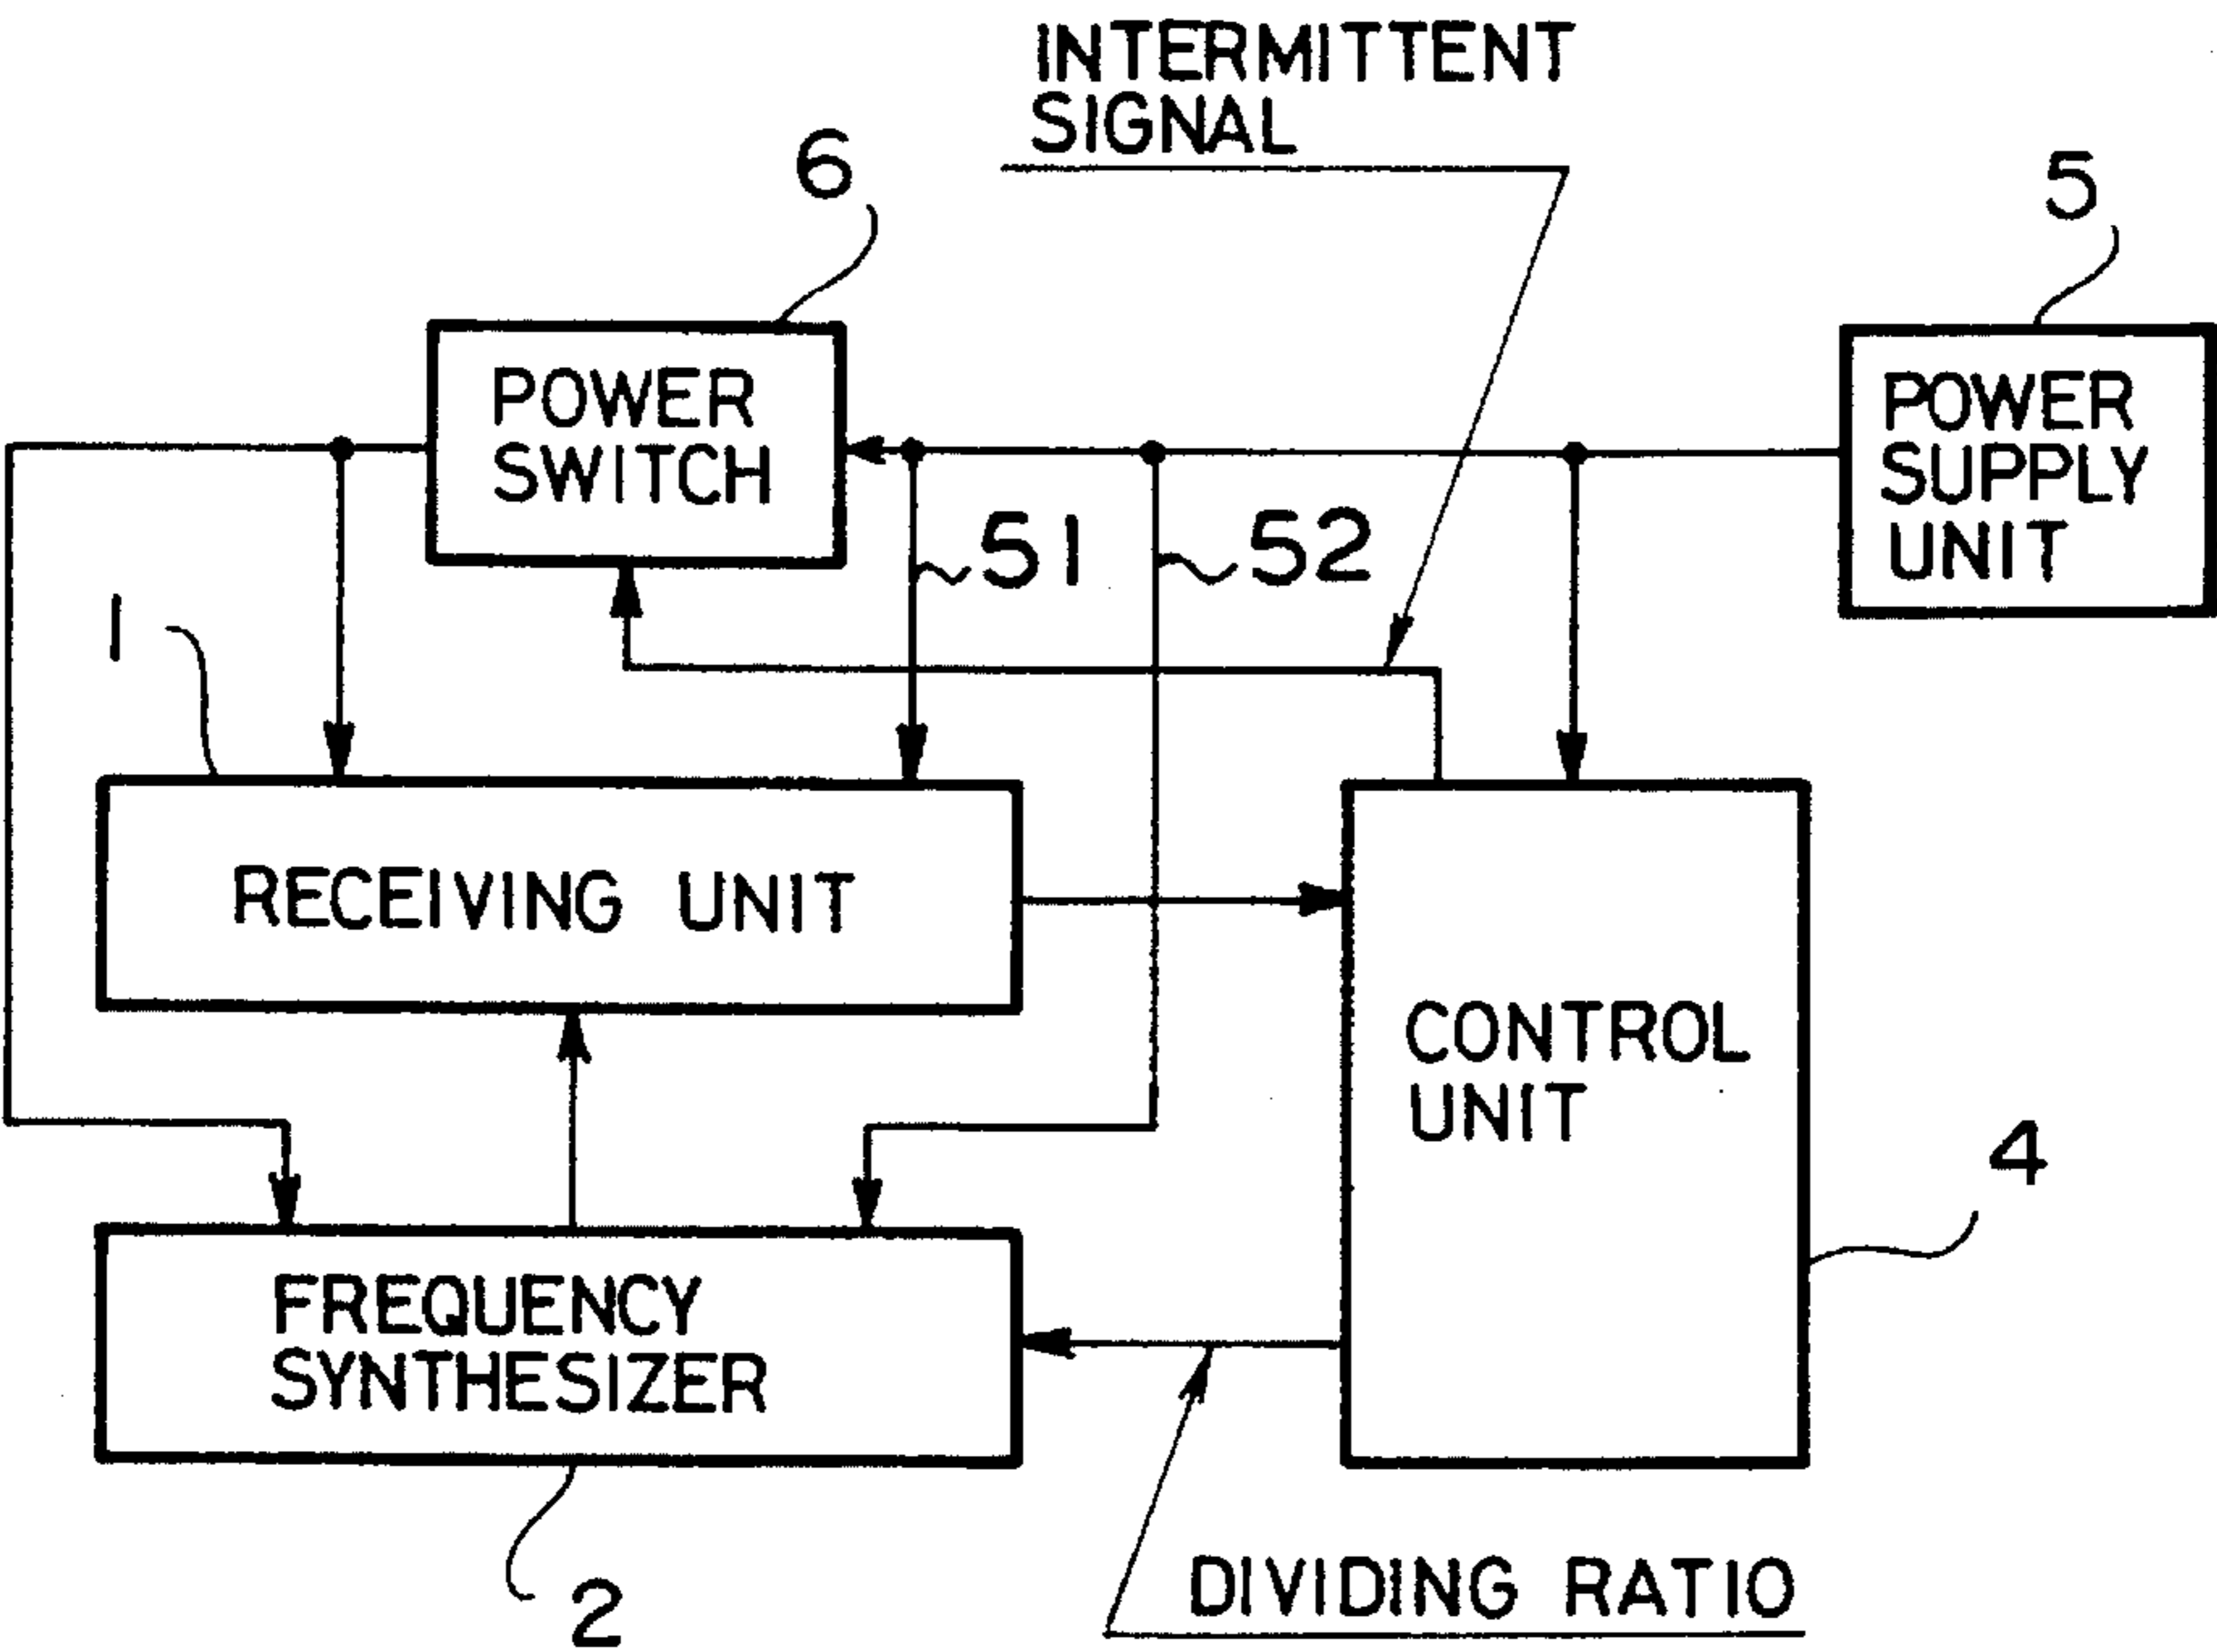 INTERMITTENT
SIGNAL
6
5
POWER
SWITCH
POWER
SUPPLY
UNIT
51
52
1
RECEIVING UNIT
CONTROL
UNIT
4
FREQUENCY
SYNTHESIZER
2
DIVIDING RATIO